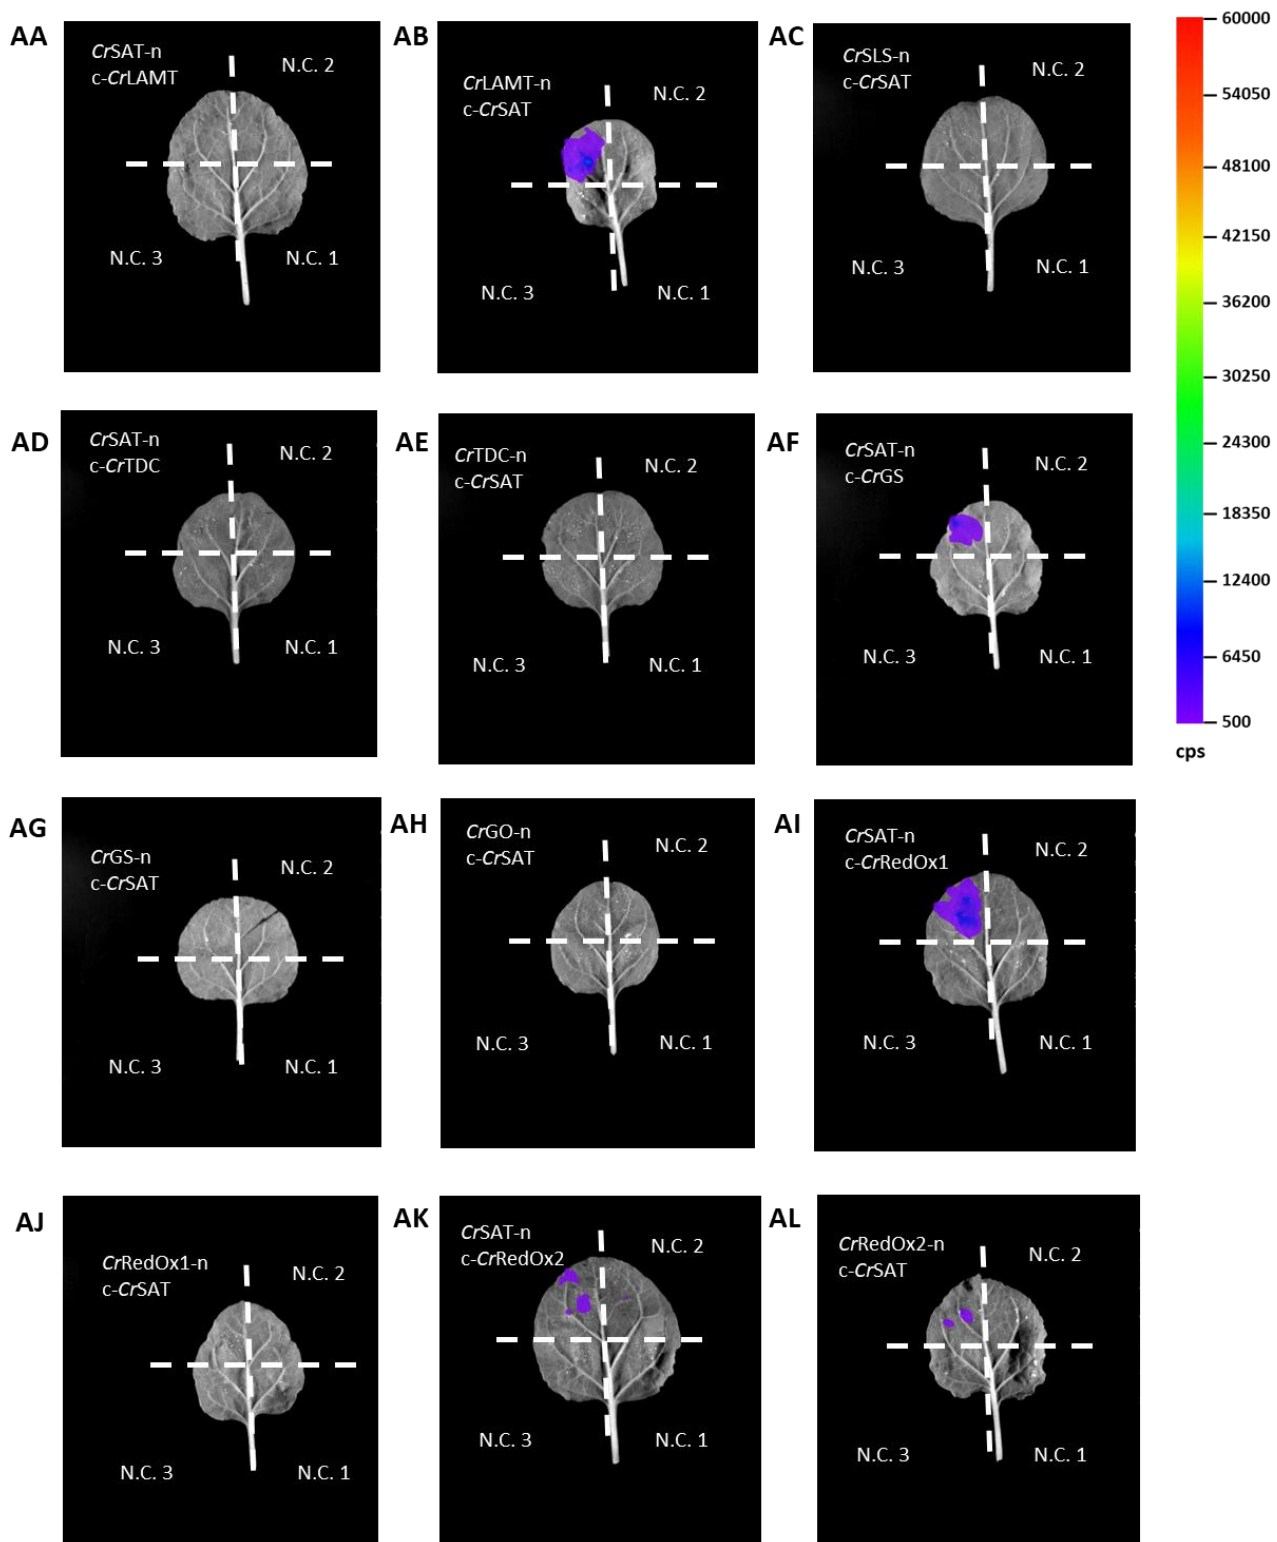 AA
CrSAT-n
c-CrLAMT
N.C. 2
N.C. 3
N.C. 1
AB
CrLAMT-n
c-CrSAT
N.C. 2
N.C. 3
N.C. 1
AC
CrSLS-n
c-CrSAT
N.C. 2
N.C. 3
N.C. 1
60000
54050
48100
42150
36200
30250
24300
18350
12400
6450
500
cps
AD
CrSAT-n
c-CrTDC
N.C. 2
N.C. 3
N.C. 1
AE
CrTDC-n
c-CrSAT
N.C. 2
N.C. 3
N.C. 1
AF
CrSAT-n
c-CrGS
N.C. 2
N.C. 3
N.C. 1
AG
CrGS-n
c-CrSAT
N.C. 2
N.C. 3
N.C. 1
AH
CrGO-n
c-CrSAT
N.C. 2
N.C. 3
N.C. 1
AI
CrSAT-n
c-CrRedOx1
N.C. 2
N.C. 3
N.C. 1
AJ
CrRedOx1-n
c-CrSAT
N.C. 2
N.C. 3
N.C. 1
AK
CrSAT-n
c-CrRedOx2
N.C. 2
N.C. 3
N.C. 1
AL
CrRedOx2-n
c-CrSAT
N.C. 2
N.C. 3
N.C. 1